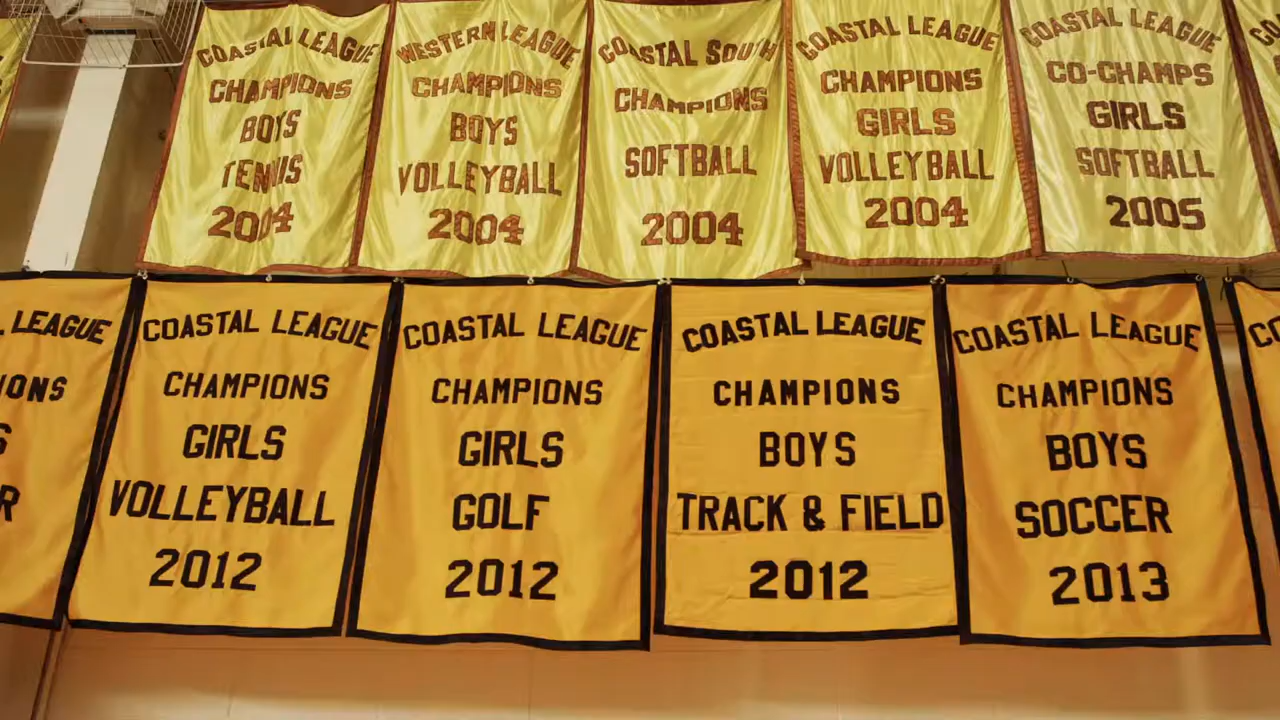 COASTAL LEAGUE
CHAMPIONS
BOYS
TENNIS
2004
WESTERN LEAGUE
CHAMPIONS
BOYS
VOLLEYBALL
2004
COASTAL SOUTH
CHAMPIONS
SOFTBALL
2004
COASTAL LEAGUE
CHAMPIONS
GIRLS
VOLLEYBALL
2004
COASTAL LEAGUE
CO-CHAMPS
GIRLS
SOFTBALL
2005
LEAGUE
COASTAL LEAGUE
CHAMPIONS
GIRLS
VOLLEYBALL
2012
COASTAL LEAGUE
CHAMPIONS
GIRLS
GOLF
2012
COASTAL LEAGUE
CHAMPIONS
BOYS
TRACK & FIELD
2012
COASTAL LEAGUE
CHAMPIONS
BOYS
SOCCER
2013